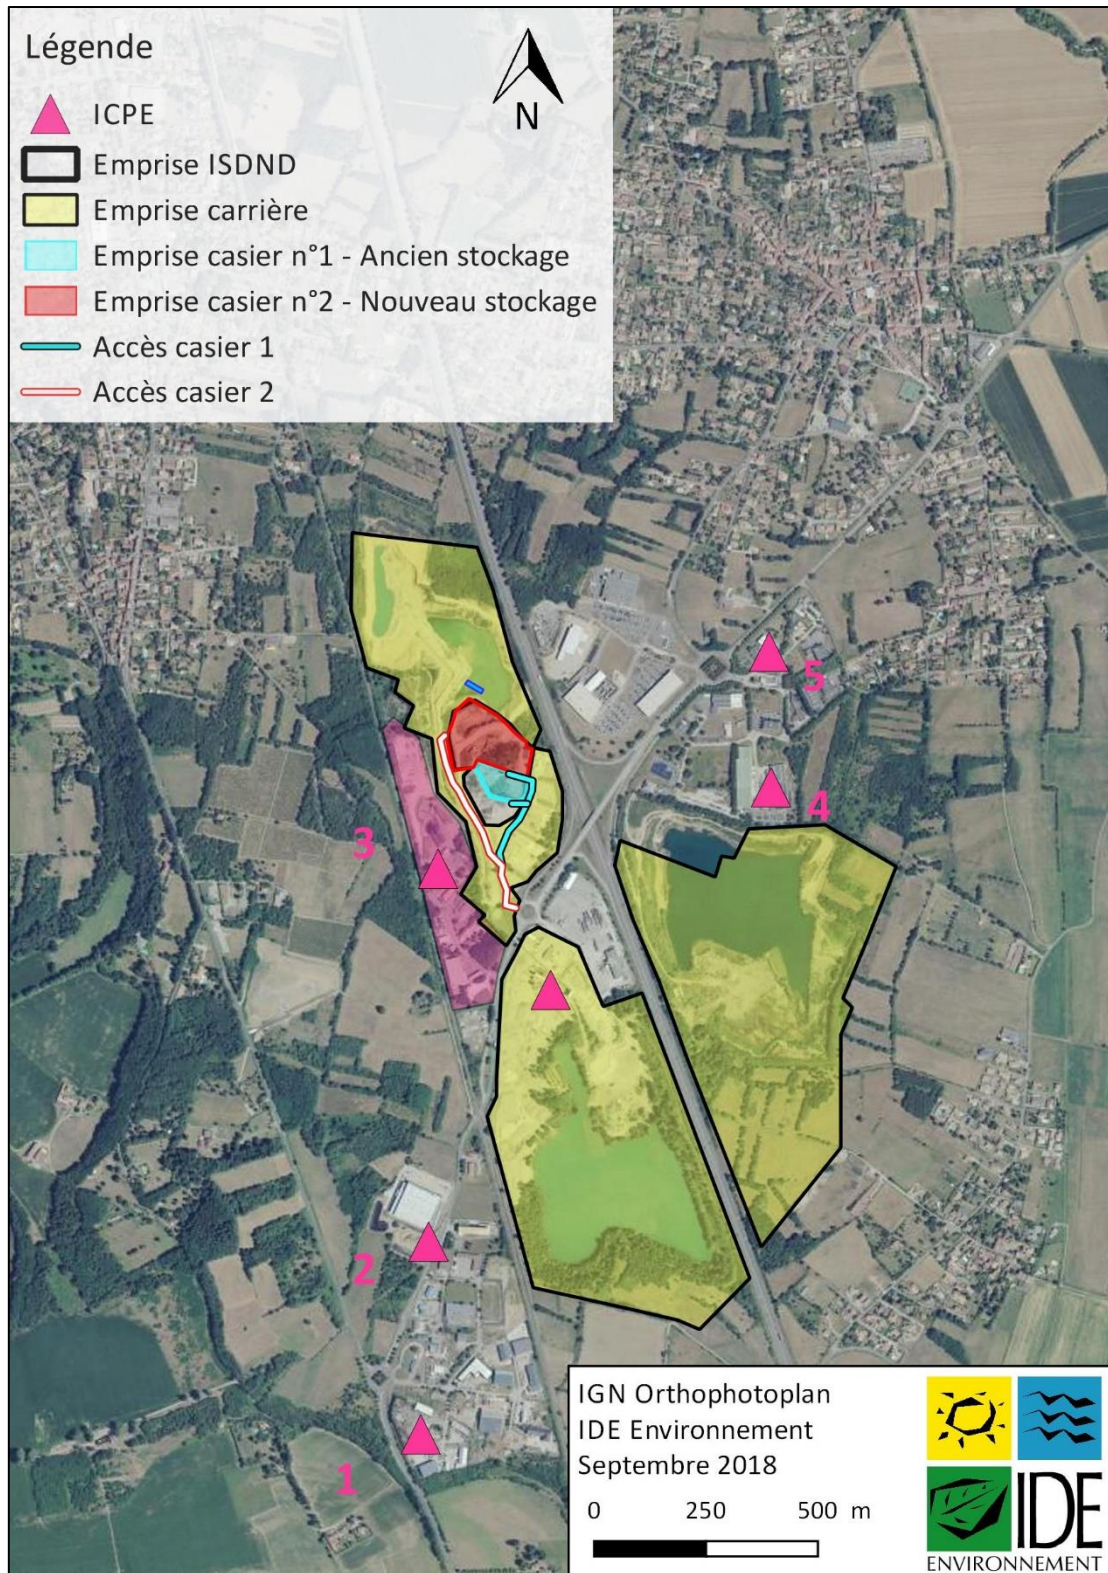 Légende
N
ICPE
Emprise ISDND
Emprise carrière
Emprise casier n°1 - Ancien stockage
Emprise casier n°2 - Nouveau stockage
Accès casier 1
Accès casier 2
5
4
3
2
1
IGN Orthophotoplan
IDE Environnement
Septembre 2018
0 250 500 m
IDE
ENVIRONNEMENT